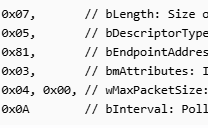 0x07, // bLength: Size o
0x05, // bDescriptorType
0x81, // bEndpointAddres
0x03, // bmAttributes: I
0x04, 0x00, // wMaxPacketSize:
0x0A // bInterval: Poll